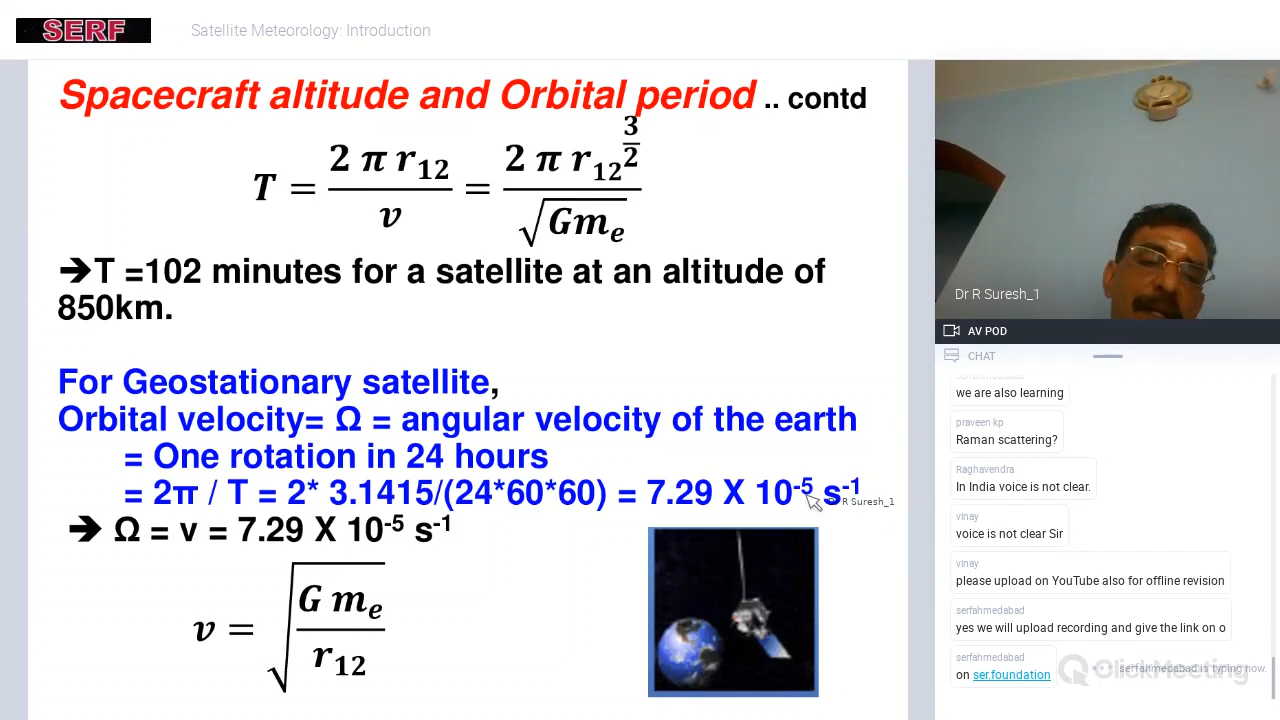 SERF
Satellite Meteorology: Introduction
Spacecraft altitude and Orbital period .. contd
T = 2 π r₁₂ / v = 2 π r₁₂^(3/2) / √(Gmₑ)
➔T =102 minutes for a satellite at an altitude of
850km.
For Geostationary satellite,
Orbital velocity= Ω = angular velocity of the earth
= One rotation in 24 hours
= 2π / T = 2* 3.1415/(24*60*60) = 7.29 X 10⁻⁵ s⁻¹
Dr R Suresh_1
➔ Ω = v = 7.29 X 10⁻⁵ s⁻¹
v = √(G mₑ / r₁₂)
Dr R Suresh_1
AV POD
CHAT
serfahmedabad
we are also learning
praveen kp
Raman scattering?
Raghavendra
In India voice is not clear.
vinay
voice is not clear Sir
vinay
please upload on YouTube also for offline revision
serfahmedabad
yes we will upload recording and give the link on o
serfahmedabad
on ser.foundation
ClickMeeting
serfahmedabad is typing now.